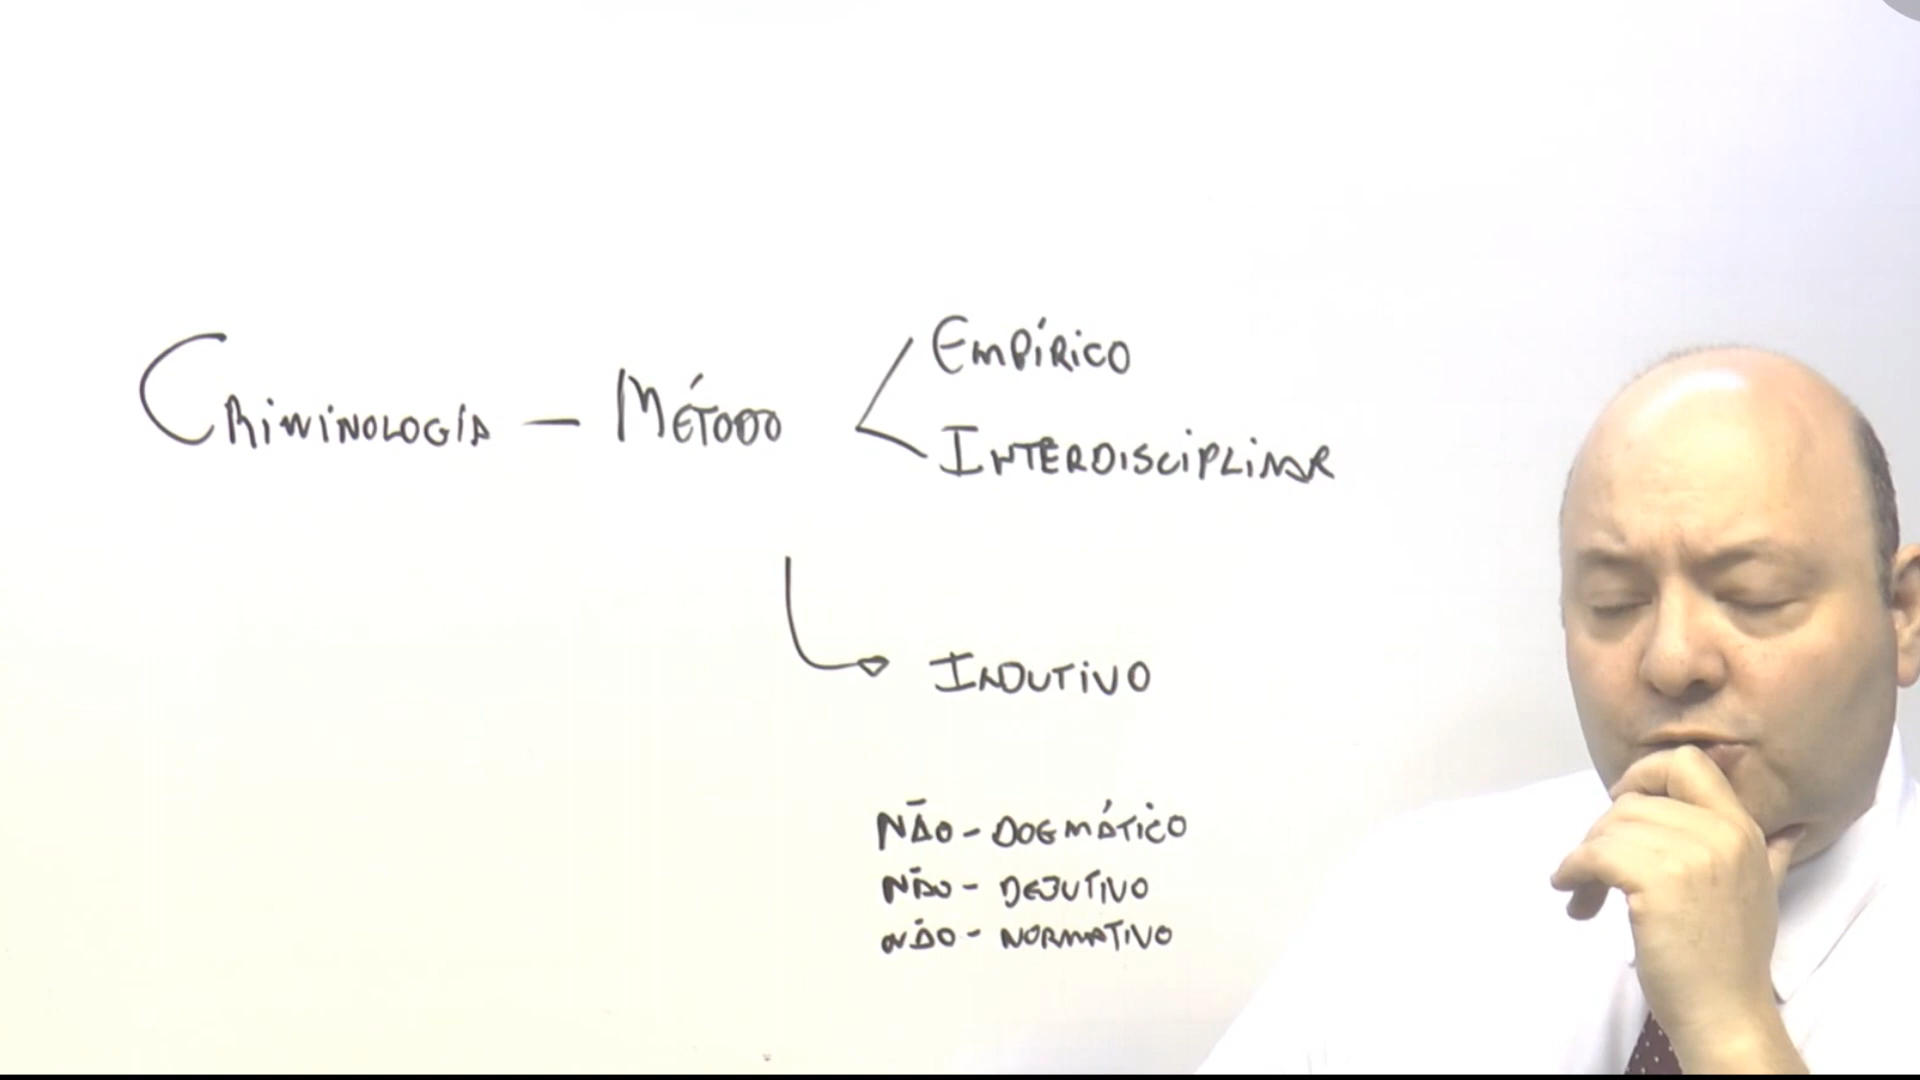 CRIMINOLOGIA – MÉTODO
EMPÍRICO
INTERDISCIPLINAR
INDUTIVO
NÃO - DOGMÁTICO
NÃO - DEDUTIVO
NÃO - NORMATIVO